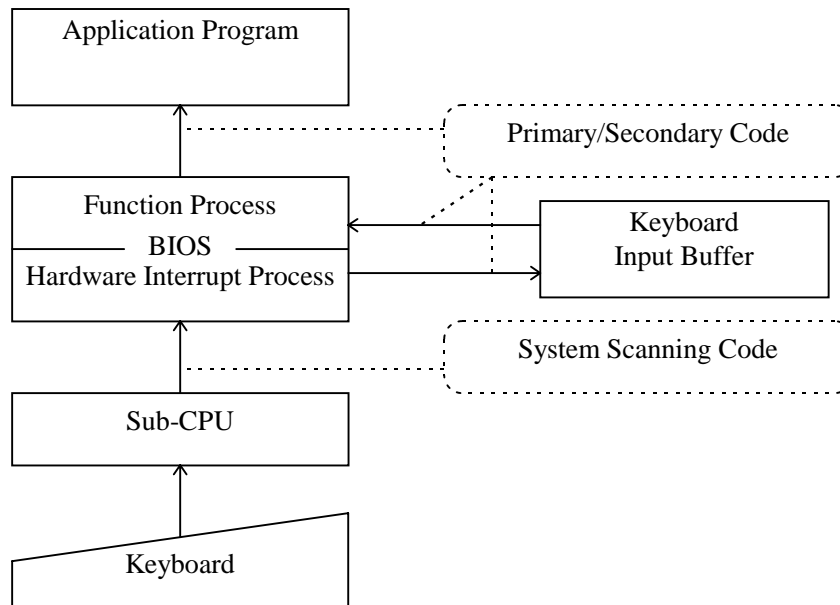 Application Program
Primary/Secondary Code
Function Process
BIOS
Hardware Interrupt Process
Keyboard
Input Buffer
System Scanning Code
Sub-CPU
Keyboard